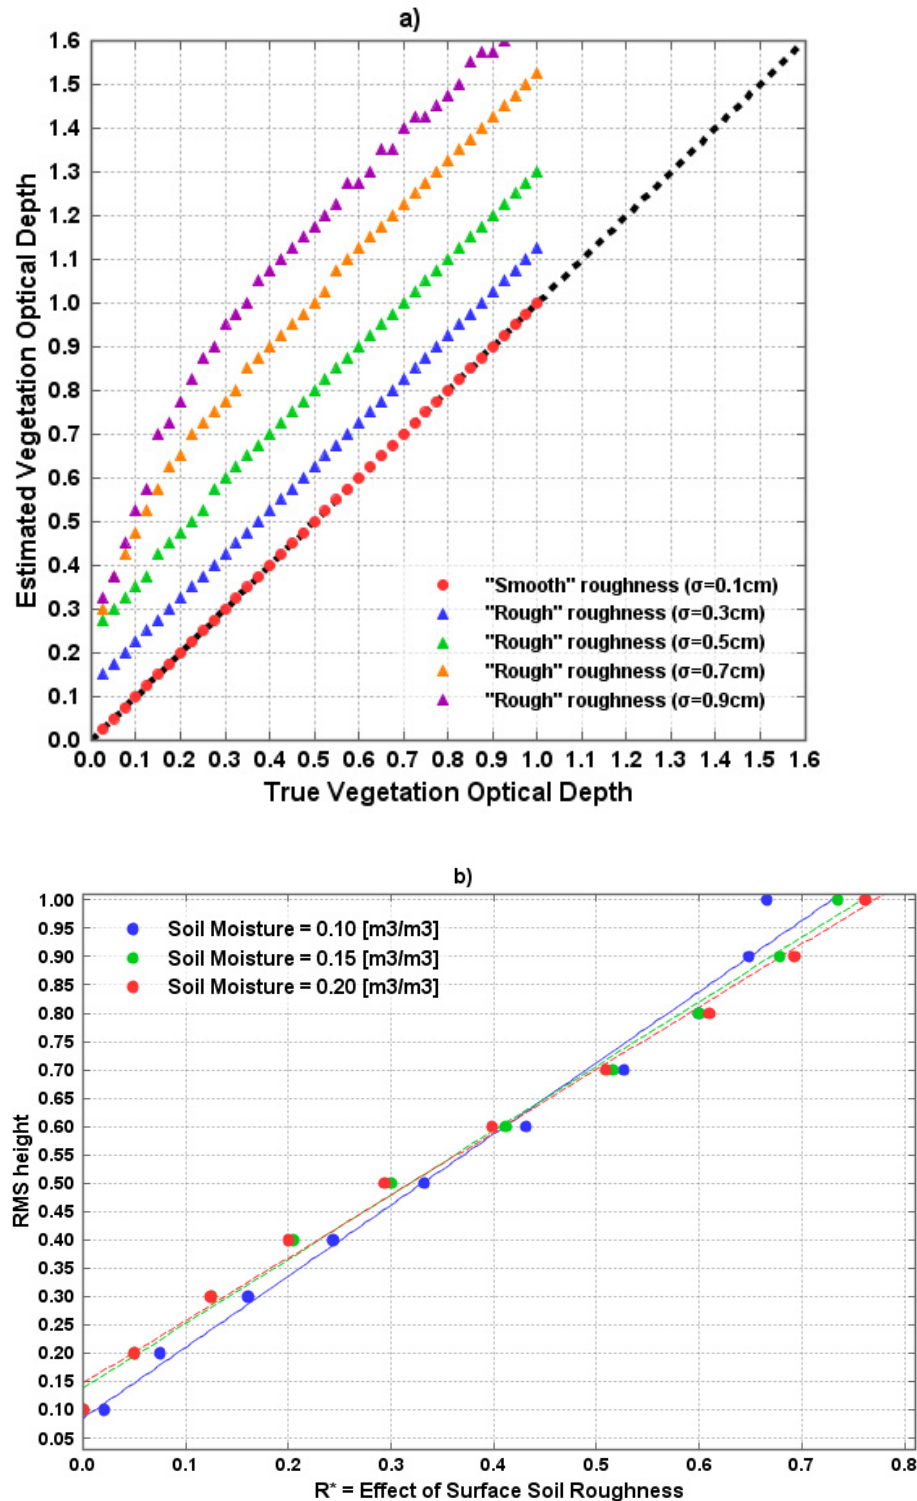 a)
1.6
1.5
1.4
1.3
1.2
1.1
1.0
0.9
0.8
0.7
0.6
0.5
0.4
0.3
0.2
0.1
0.0
Estimated Vegetation Optical Depth
"Smooth" roughness (σ=0.1cm)
"Rough" roughness (σ=0.3cm)
"Rough" roughness (σ=0.5cm)
"Rough" roughness (σ=0.7cm)
"Rough" roughness (σ=0.9cm)
0.0 0.1 0.2 0.3 0.4 0.5 0.6 0.7 0.8 0.9 1.0 1.1 1.2 1.3 1.4 1.5 1.6
True Vegetation Optical Depth
b)
1.00
0.95
0.90
0.85
0.80
0.75
0.70
0.65
0.60
0.55
0.50
0.45
0.40
0.35
0.30
0.25
0.20
0.15
0.10
0.05
RMS height
Soil Moisture = 0.10 [m3/m3]
Soil Moisture = 0.15 [m3/m3]
Soil Moisture = 0.20 [m3/m3]
0.0 0.1 0.2 0.3 0.4 0.5 0.6 0.7 0.8
R* = Effect of Surface Soil Roughness